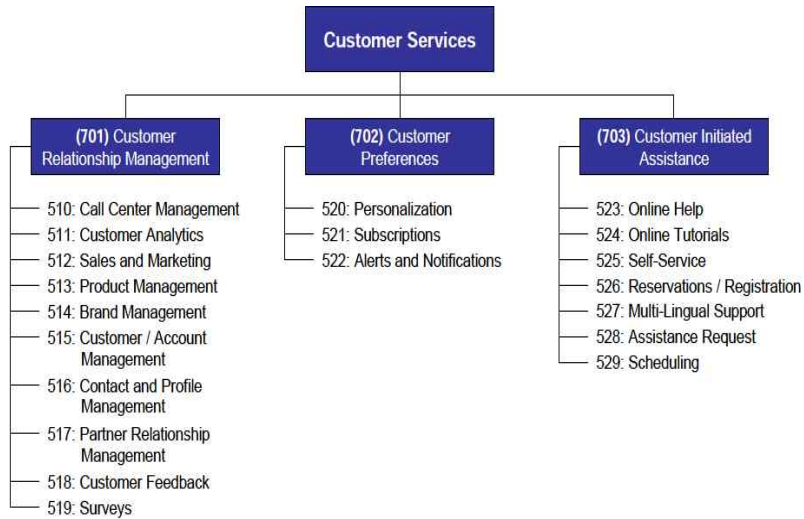 Customer Services
(701) Customer
Relationship Management
510: Call Center Management
511: Customer Analytics
512: Sales and Marketing
513: Product Management
514: Brand Management
515: Customer / Account
Management
516: Contact and Profile
Management
517: Partner Relationship
Management
518: Customer Feedback
519: Surveys
(702) Customer
Preferences
520: Personalization
521: Subscriptions
522: Alerts and Notifications
(703) Customer Initiated
Assistance
523: Online Help
524: Online Tutorials
525: Self-Service
526: Reservations / Registration
527: Multi-Lingual Support
528: Assistance Request
529: Scheduling